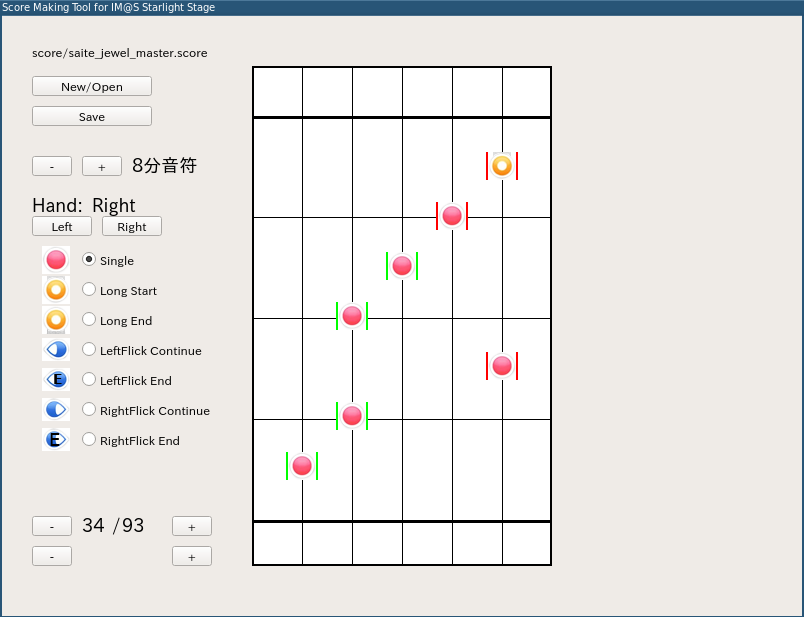 Score Making Tool for IM@S Starlight Stage
score/saite_jewel_master.score
New/Open
Save
- + 8分音符
Hand: Right
Left Right
Single
Long Start
Long End
LeftFlick Continue
E LeftFlick End
RightFlick Continue
E RightFlick End
- 34 /93 +
- +